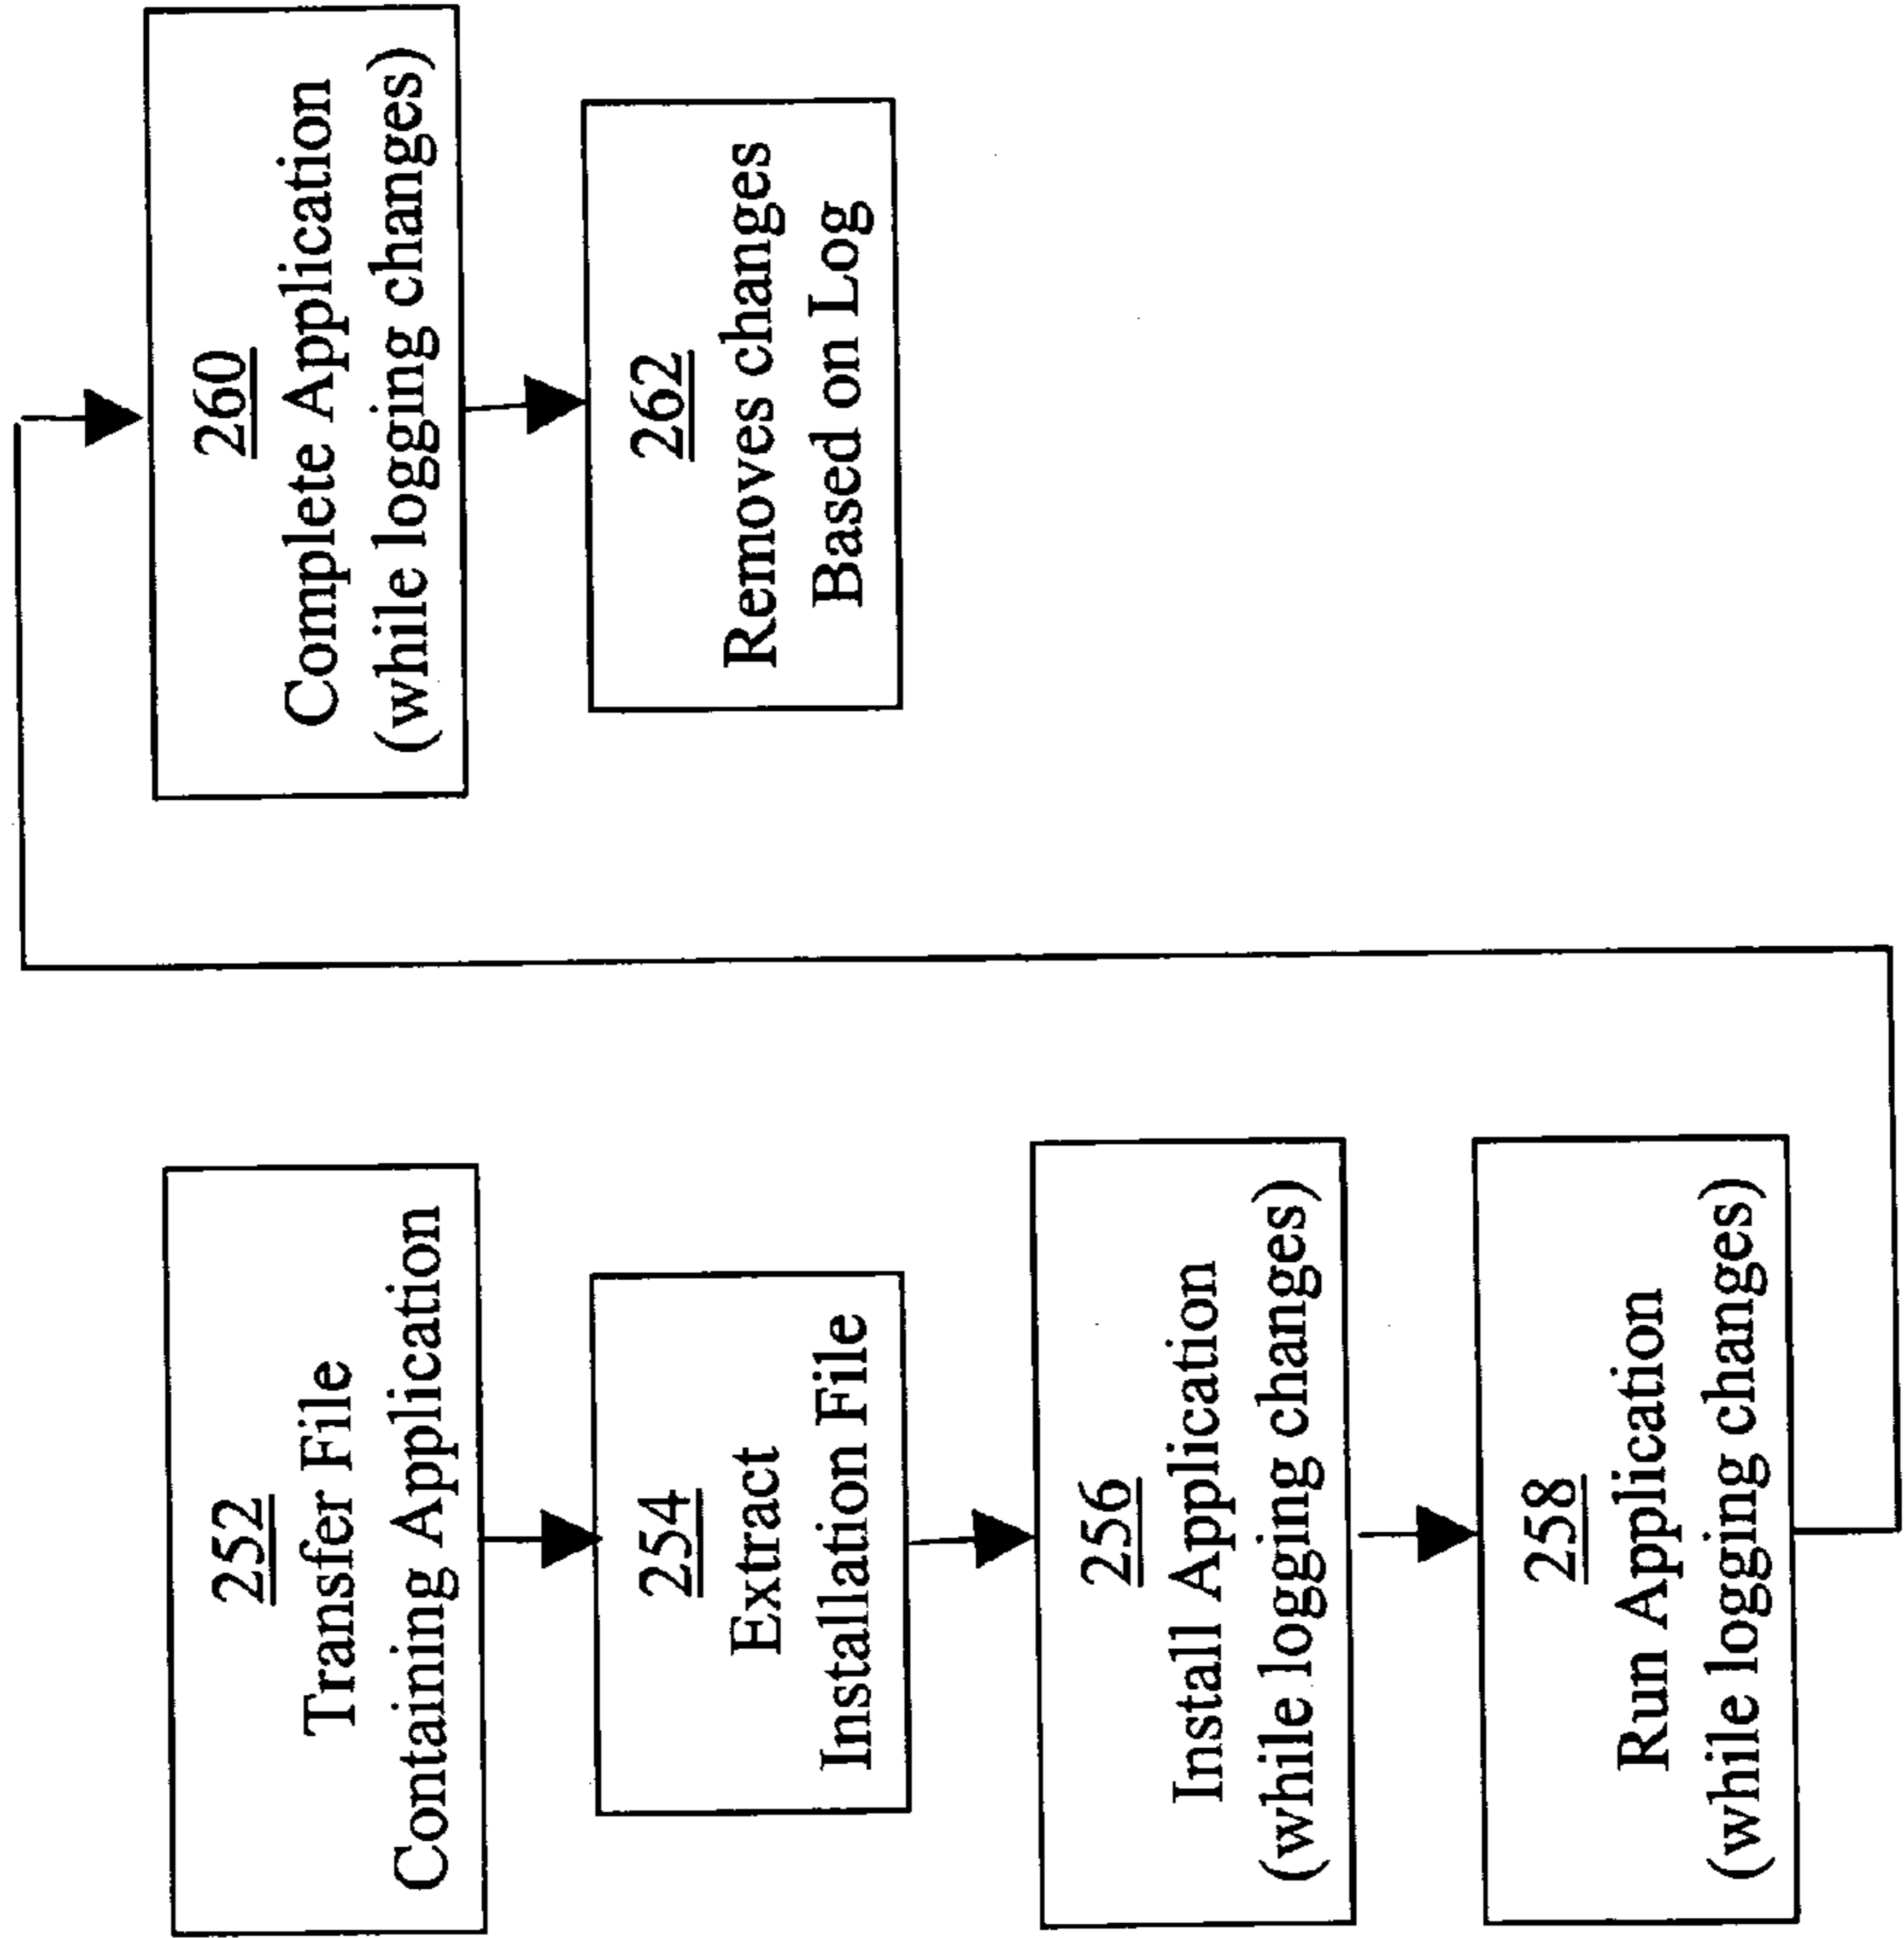 252
Transfer File
Containing Application
254
Extract
Installation File
256
Install Application
(while logging changes)
258
Run Application
(while logging changes)
260
Complete Application
(while logging changes)
262
Removes changes
Based on Log